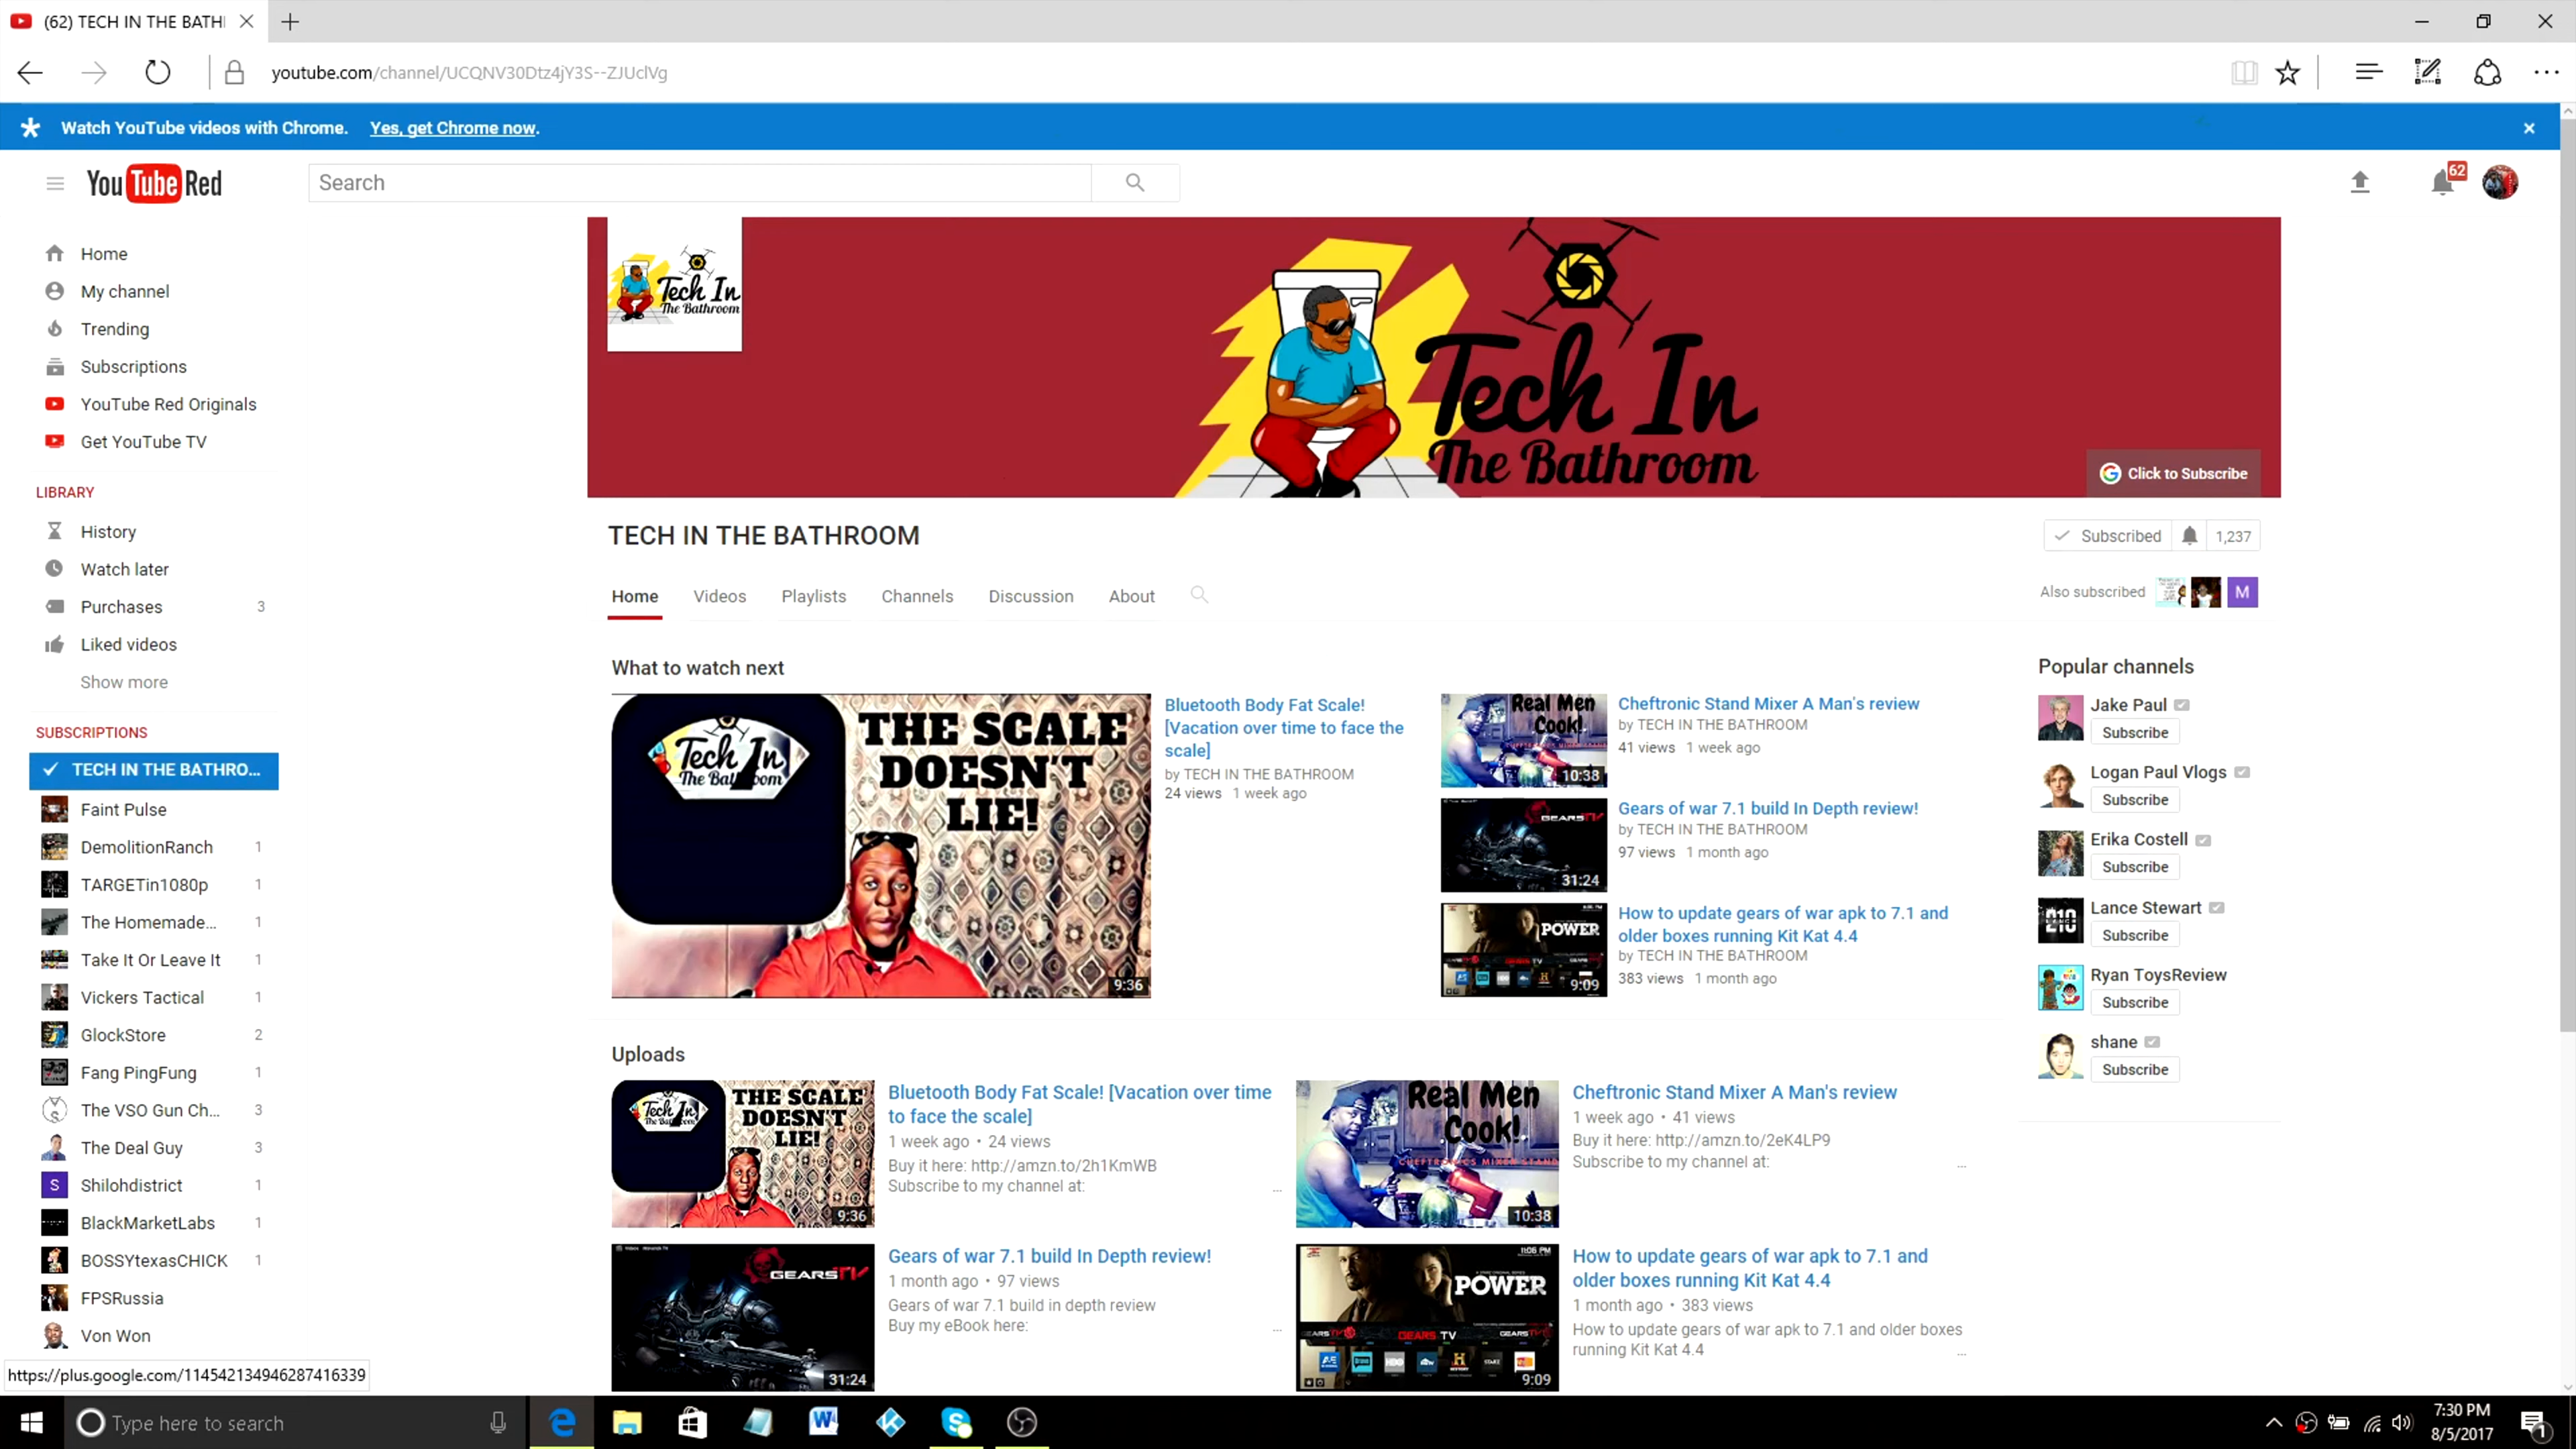 (62) TECH IN THE BATHI
youtube.com/channel/UCQNV30Dtz4jY3S--ZJUclVg
Watch YouTube videos with Chrome. Yes, get Chrome now.
YouTube Red
Search
62
Home
My channel
Trending
Subscriptions
YouTube Red Originals
Get YouTube TV
LIBRARY
History
Watch later
Purchases 3
Liked videos
Show more
SUBSCRIPTIONS
TECH IN THE BATHRO...
Faint Pulse
DemolitionRanch 1
TARGETin1080p 1
The Homemade... 1
Take It Or Leave It 1
Vickers Tactical 1
GlockStore 2
Fang PingFung 1
The VSO Gun Ch... 3
The Deal Guy 3
S Shilohdistrict 1
BlackMarketLabs 1
BOSSYtexasCHICK 1
FPSRussia
Von Won
https://plus.google.com/114542134946287416339
Tech In
The Bathroom
Tech In
The Bathroom
Click to Subscribe
TECH IN THE BATHROOM
Subscribed 1,237
Home Videos Playlists Channels Discussion About
Also subscribed M
What to watch next
Tech In
The Bathroom
THE SCALE
DOESN'T
LIE!
9:36
Bluetooth Body Fat Scale!
[Vacation over time to face the
scale]
by TECH IN THE BATHROOM
24 views 1 week ago
Real Men
Cook!
10:38
Cheftronic Stand Mixer A Man's review
by TECH IN THE BATHROOM
41 views 1 week ago
GEARSTV
31:24
Gears of war 7.1 build In Depth review!
by TECH IN THE BATHROOM
97 views 1 month ago
POWER
9:09
How to update gears of war apk to 7.1 and
older boxes running Kit Kat 4.4
by TECH IN THE BATHROOM
383 views 1 month ago
Popular channels
Jake Paul
Subscribe
Logan Paul Vlogs
Subscribe
Erika Costell
Subscribe
Lance Stewart
Subscribe
Ryan ToysReview
Subscribe
shane
Subscribe
Uploads
Tech In
THE SCALE
DOESN'T
LIE!
9:36
Bluetooth Body Fat Scale! [Vacation over time
to face the scale]
1 week ago • 24 views
Buy it here: http://amzn.to/2h1KmWB
Subscribe to my channel at:
...
Real Men
Cook!
CHEFTRONICS MIXER STAND
10:38
Cheftronic Stand Mixer A Man's review
1 week ago • 41 views
Buy it here: http://amzn.to/2eK4LP9
Subscribe to my channel at:
...
GEARSTV
31:24
Gears of war 7.1 build In Depth review!
1 month ago • 97 views
Gears of war 7.1 build in depth review
Buy my eBook here:
...
11:06 PM
POWER
GEARS TV
HBO
9:09
How to update gears of war apk to 7.1 and
older boxes running Kit Kat 4.4
1 month ago • 383 views
How to update gears of war apk to 7.1 and older boxes
running Kit Kat 4.4
...
Type here to search
7:30 PM
8/5/2017
1